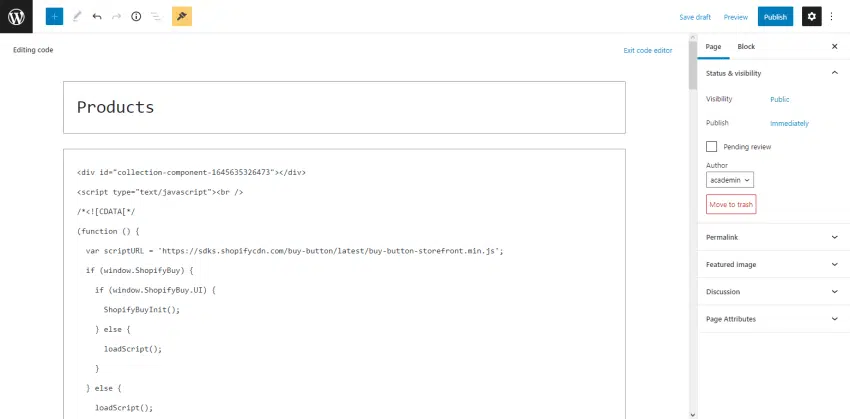 Save draft
Preview
Publish
Editing code
Exit code editor
Page
Block
Products
Status & visibility
Visibility
Public
Publish
Immediately
Pending review
Author
academin
Move to trash
Permalink
Featured image
Discussion
Page Attributes
<div id="collection-component-1645635326473"></div>
<script type="text/javascript"><br />
/*<![CDATA[*/
(function () {
var scriptURL = 'https://sdks.shopifycdn.com/buy-button/latest/buy-button-storefront.min.js';
if (window.ShopifyBuy) {
if (window.ShopifyBuy.UI) {
ShopifyBuyInit();
} else {
loadScript();
}
} else {
loadScript();